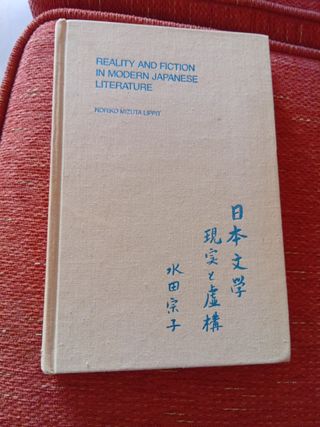 REALITY AND FICTION
IN MODERN JAPANESE
LITERATURE
NORIKO MIZUTA LIPPIT
日本文學
現実と虚構
水田宗子